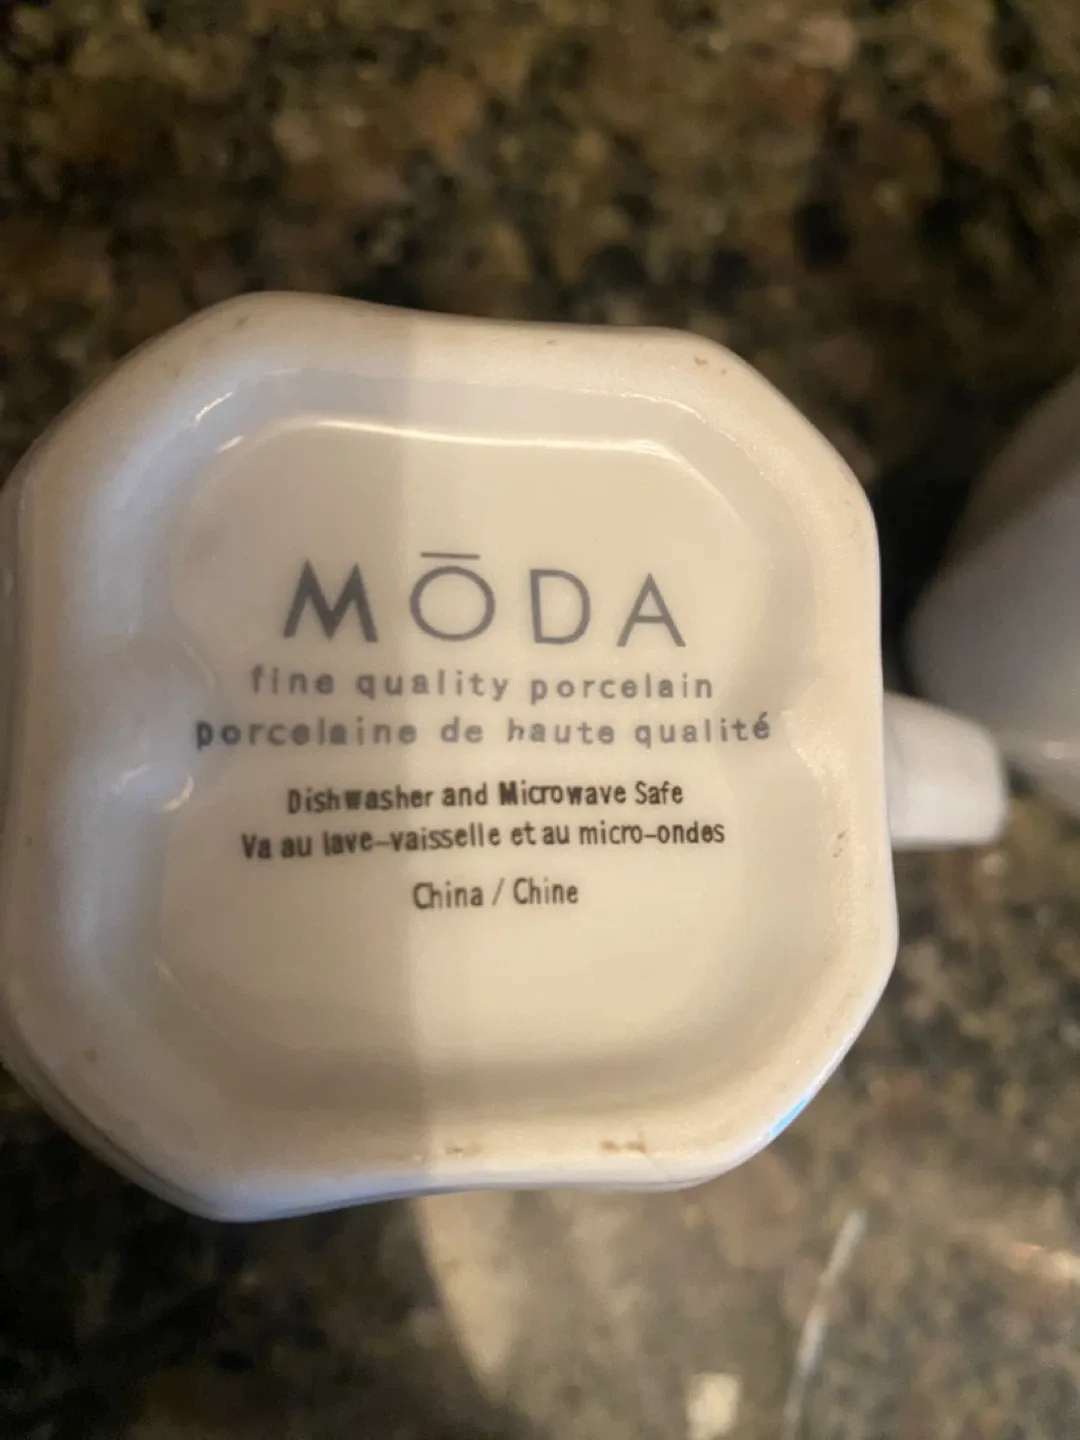 MŌDA
fine quality porcelain
porcelaine de haute qualité
Dishwasher and Microwave Safe
Va au lave-vaisselle et au micro-ondes
China / Chine